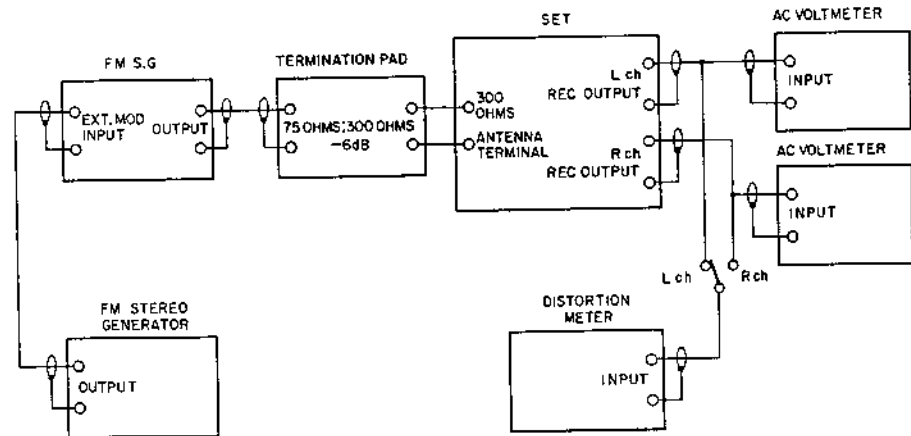 SET
AC VOLTMETER
FM S.G
TERMINATION PAD
L ch
REC OUTPUT
INPUT
EXT. MOD
INPUT
OUTPUT
75 OHMS:300 OHMS
-6dB
300
OHMS
ANTENNA
TERMINAL
R ch
REC OUTPUT
AC VOLTMETER
INPUT
L ch
R ch
FM STEREO
GENERATOR
DISTORTION
METER
OUTPUT
INPUT